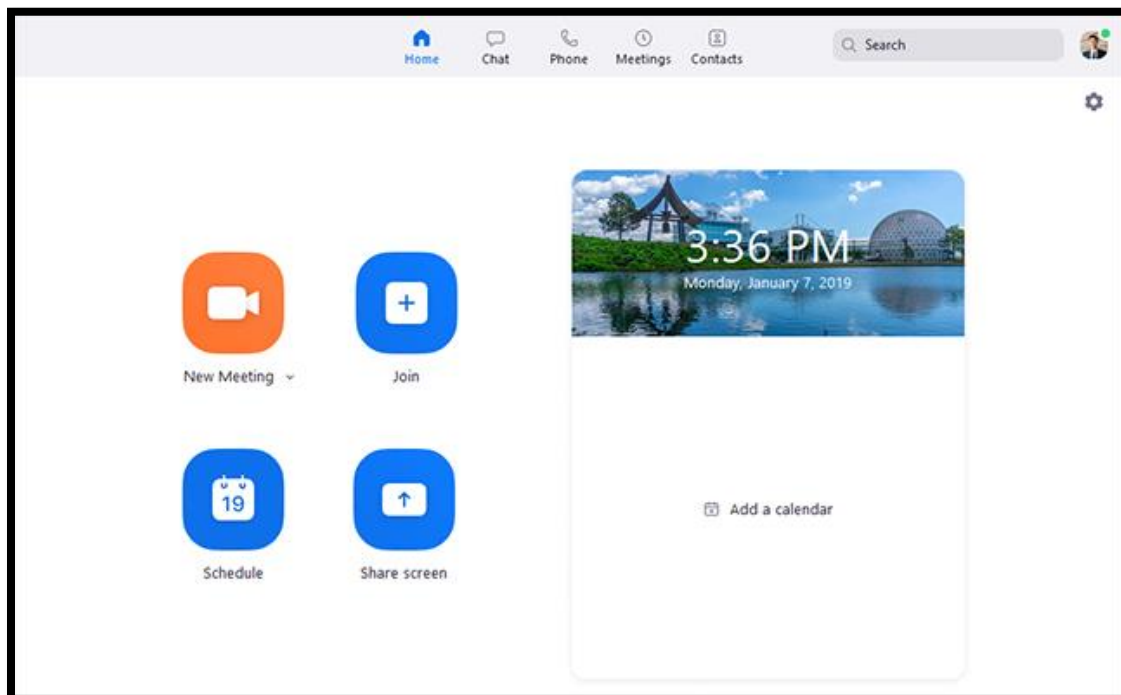 Home
Chat
Phone
Meetings
Contacts
Search
3:36 PM
Monday, January 7, 2019
New Meeting
Join
19
Schedule
Share screen
Add a calendar